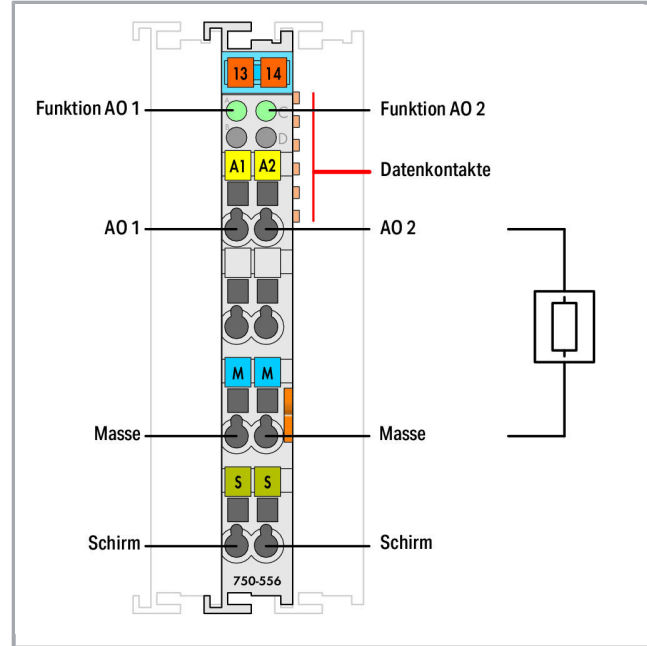 13 14
Funktion AO 1
A
C
Funktion AO 2
B
D
A1 A2
Datenkontakte
AO 1
AO 2
M M
Masse
Masse
S S
Schirm
Schirm
750-556